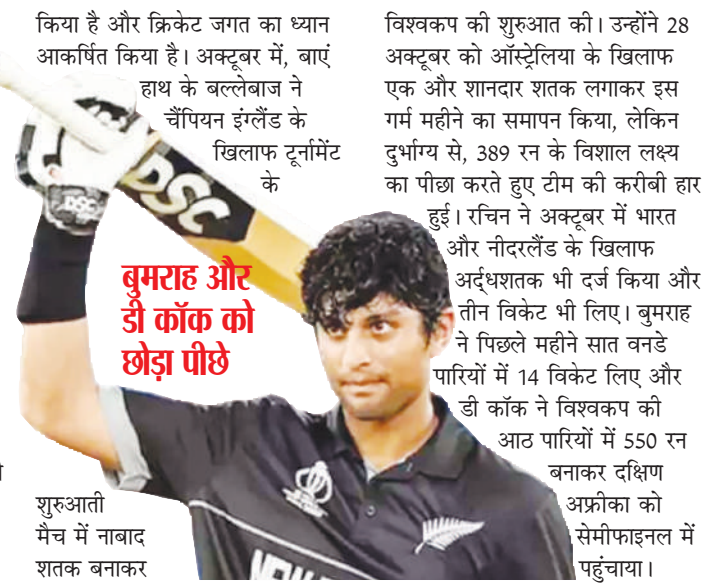 किया है और क्रिकेट जगत का ध्यान
आकर्षित किया है। अक्टूबर में, बाएं
हाथ के बल्लेबाज ने
चैंपियन इंग्लैंड के
खिलाफ टूर्नामेंट
के
DSC
DSC
बुमराह और
डी कॉक को
छोड़ा पीछे
शुरुआती
मैच में नाबाद
शतक बनाकर
विश्वकप की शुरुआत की। उन्होंने 28
अक्टूबर को ऑस्ट्रेलिया के खिलाफ
एक और शानदार शतक लगाकर इस
गर्म महीने का समापन किया, लेकिन
दुर्भाग्य से, 389 रन के विशाल लक्ष्य
का पीछा करते हुए टीम की करीबी हार
हुई। रचिन ने अक्टूबर में भारत
और नीदरलैंड के खिलाफ
अर्द्धशतक भी दर्ज किया और
तीन विकेट भी लिए। बुमराह
ने पिछले महीने सात वनडे
पारियों में 14 विकेट लिए और
डी कॉक ने विश्वकप की
आठ पारियों में 550 रन
बनाकर दक्षिण
अफ्रीका को
सेमीफाइनल में
पहुंचाया।